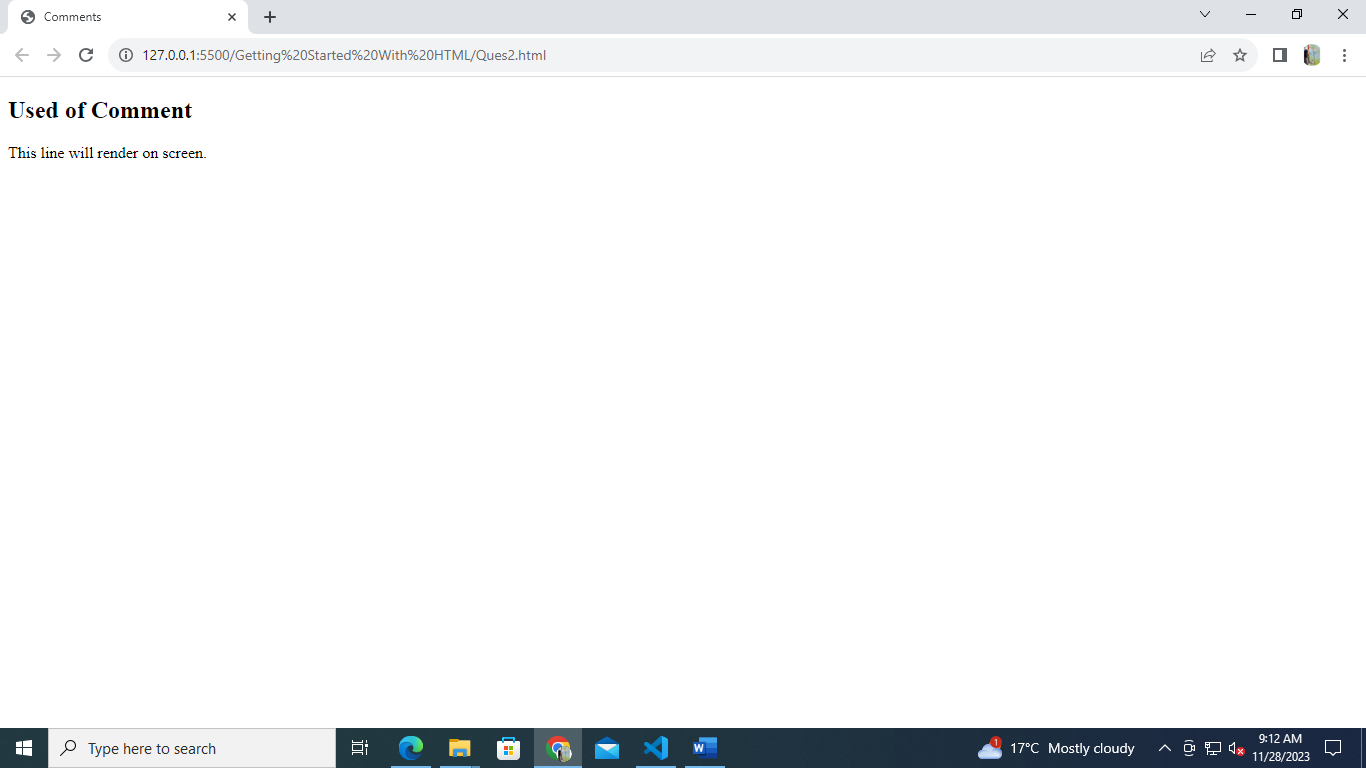 Comments
127.0.0.1:5500/Getting%20Started%20With%20HTML/Ques2.html
Used of Comment
This line will render on screen.
Type here to search
1
17°C Mostly cloudy
9:12 AM
11/28/2023